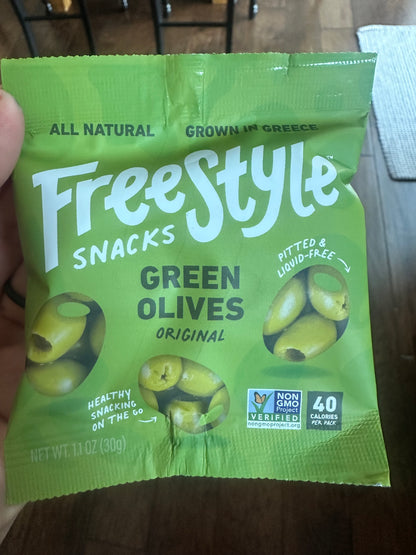 ALL NATURAL GROWN IN GREECE
FreeStyle™
SNACKS
PITTED &
LIQUID-FREE
GREEN
OLIVES
ORIGINAL
HEALTHY
SNACKING
ON THE GO
NON
GMO
Project
VERIFIED
nongmoproject.org
40
CALORIES
PER PACK
NET WT. 1.1 OZ (30g)